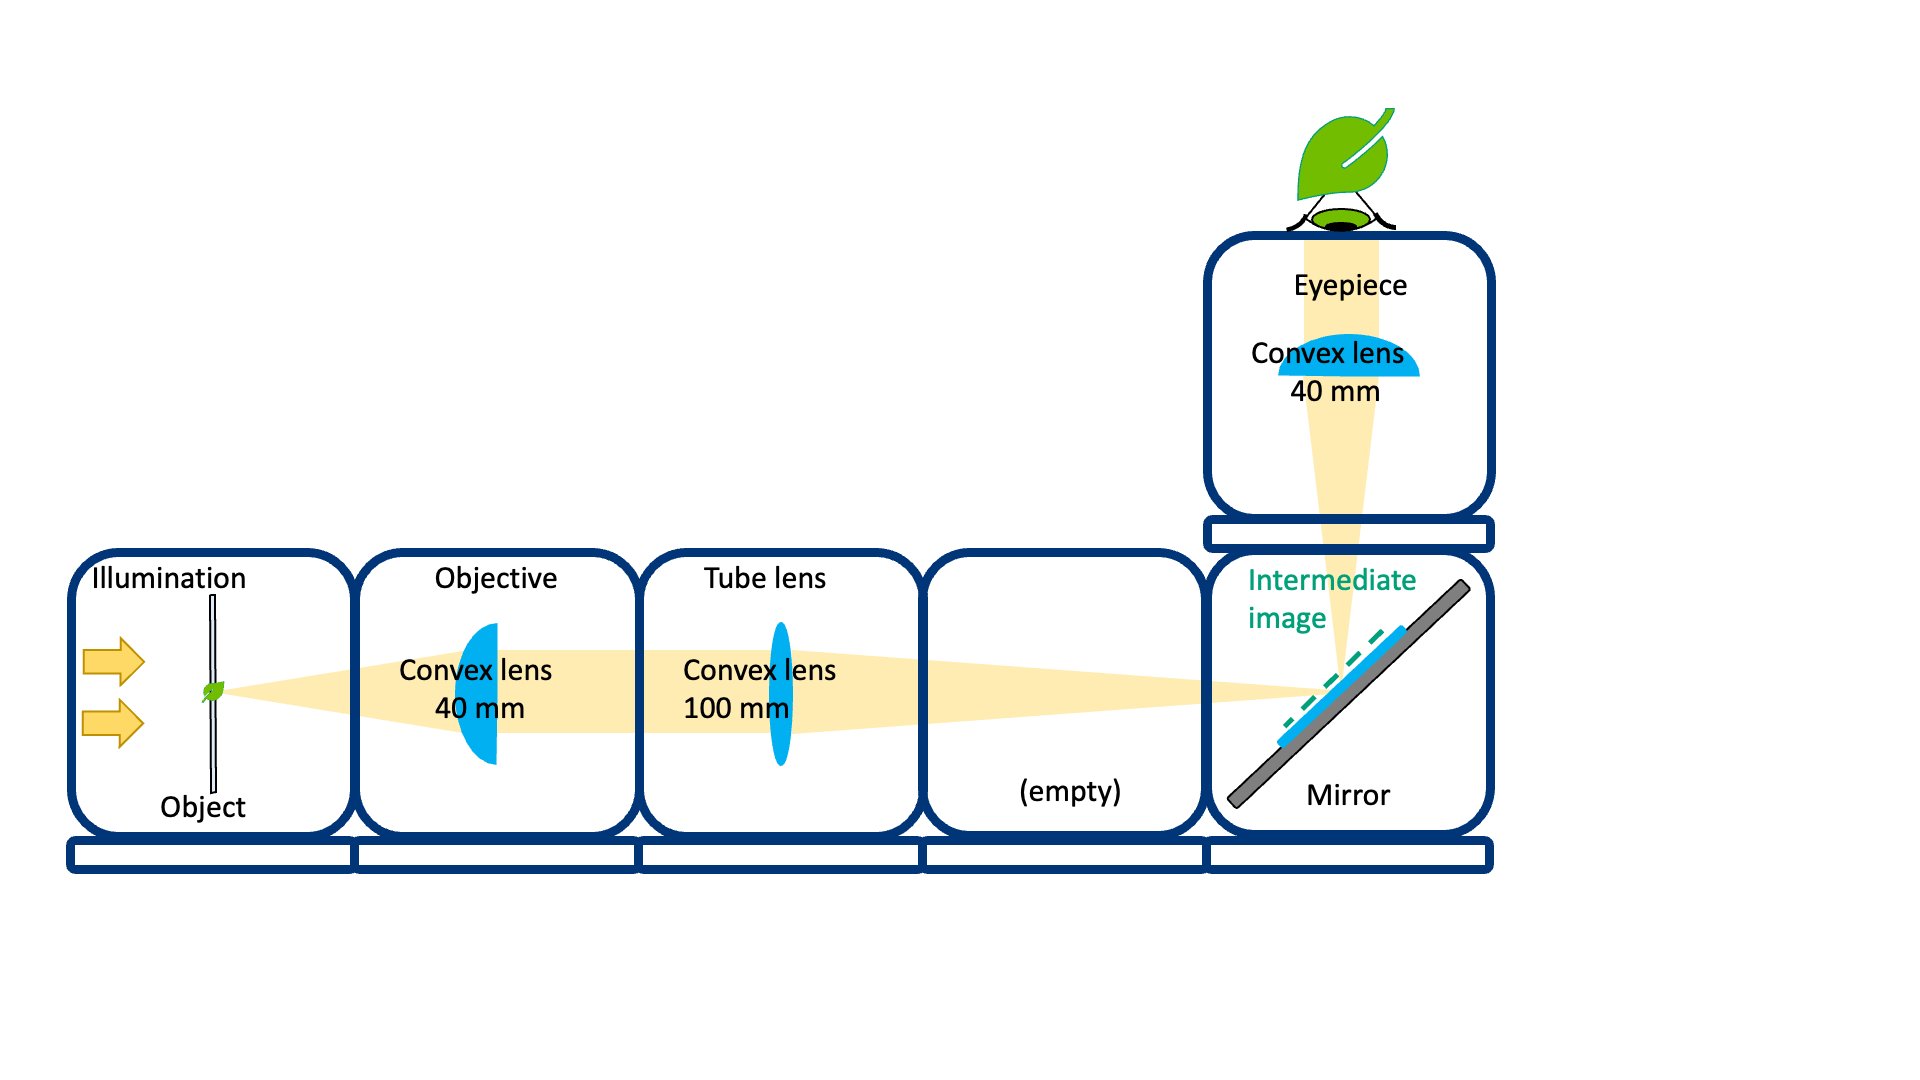 Eyepiece
Convex lens
40 mm
Illumination
Object
Objective
Convex lens
40 mm
Tube lens
Convex lens
100 mm
(empty)
Intermediate
image
Mirror